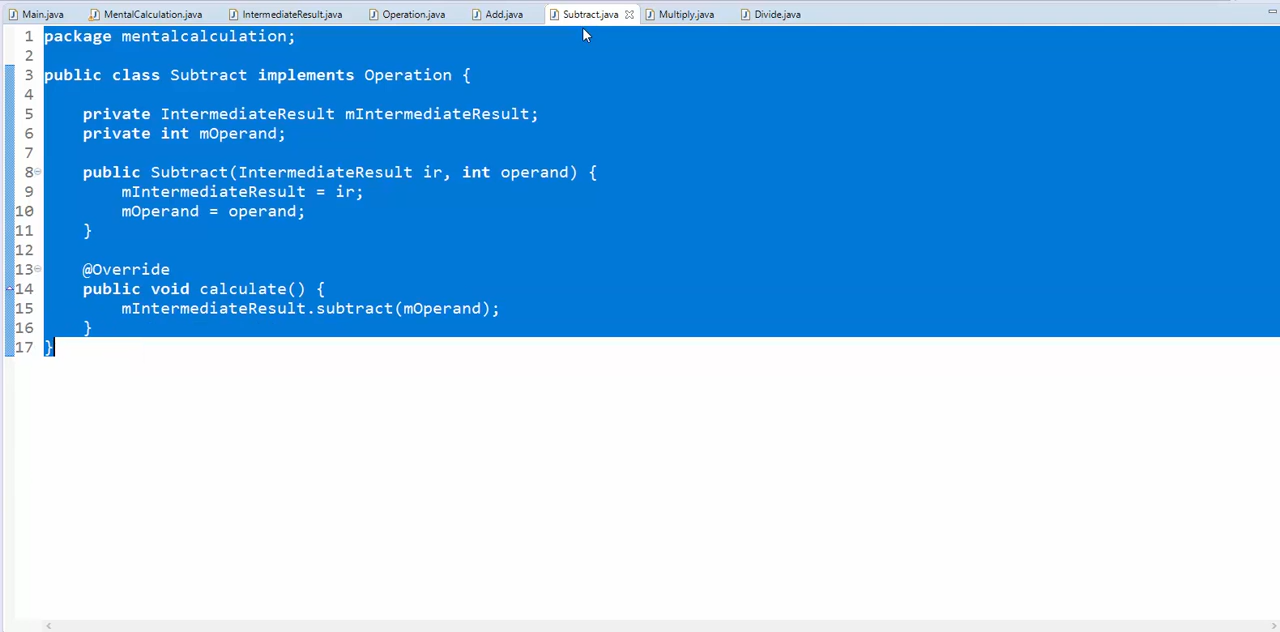 Main.java MentalCalculation.java IntermediateResult.java Operation.java Add.java Subtract.java Multiply.java Divide.java
1 package mentalcalculation;
2
3 public class Subtract implements Operation {
4
5 private IntermediateResult mIntermediateResult;
6 private int mOperand;
7
8 public Subtract(IntermediateResult ir, int operand) {
9 mIntermediateResult = ir;
10 mOperand = operand;
11 }
12
13 @Override
14 public void calculate() {
15 mIntermediateResult.subtract(mOperand);
16 }
17 }